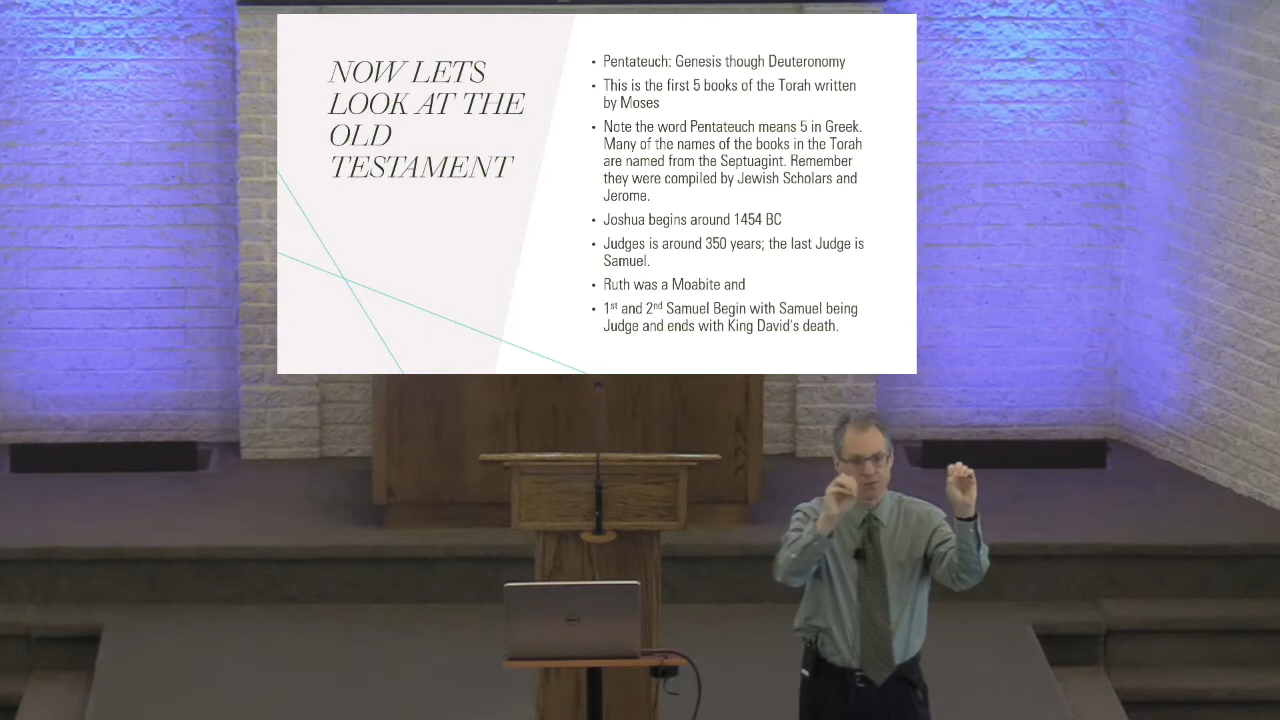 NOW LETS
LOOK AT THE
OLD
TESTAMENT
• Pentateuch: Genesis though Deuteronomy
• This is the first 5 books of the Torah written
by Moses
• Note the word Pentateuch means 5 in Greek.
Many of the names of the books in the Torah
are named from the Septuagint. Remember
they were compiled by Jewish Scholars and
Jerome.
• Joshua begins around 1454 BC
• Judges is around 350 years; the last Judge is
Samuel.
• Ruth was a Moabite and
• 1st and 2nd Samuel Begin with Samuel being
Judge and ends with King David's death.